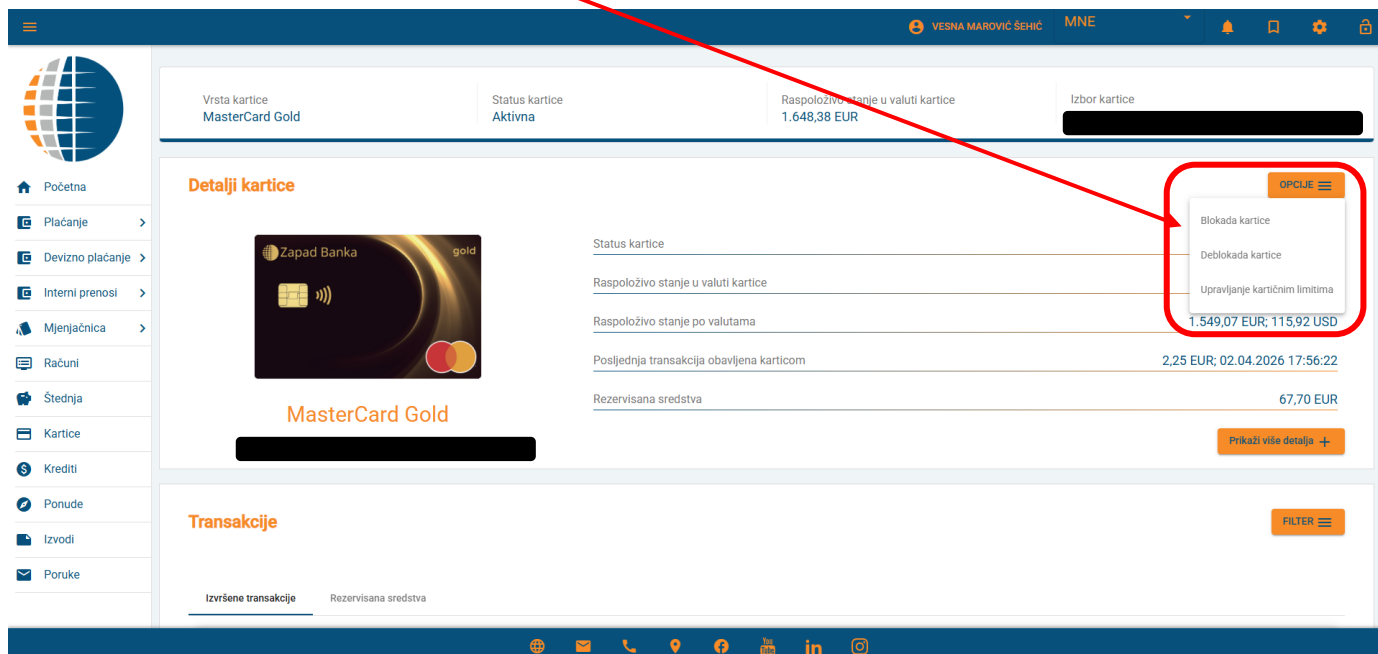 VESNA MAROVIĆ ŠEHIĆ
MNE
Vrsta kartice
MasterCard Gold
Status kartice
Aktivna
Raspoloživo stanje u valuti kartice
1.648,38 EUR
Izbor kartice
Početna
Plaćanje
Devizno plaćanje
Interni prenosi
Mjenjačnica
Računi
Štednja
Kartice
Krediti
Ponude
Izvodi
Poruke
Detalji kartice
OPCIJE
Blokada kartice
Deblokada kartice
Upravljanje kartičnim limitima
Zapad Banka
gold
MasterCard Gold
Status kartice
Raspoloživo stanje u valuti kartice
Raspoloživo stanje po valutama
1.549,07 EUR; 115,92 USD
Posljednja transakcija obavljena karticom
2,25 EUR; 02.04.2026 17:56:22
Rezervisana sredstva
67,70 EUR
Prikaži više detalja
Transakcije
FILTER
Izvršene transakcije
Rezervisana sredstva
You
Tube
in